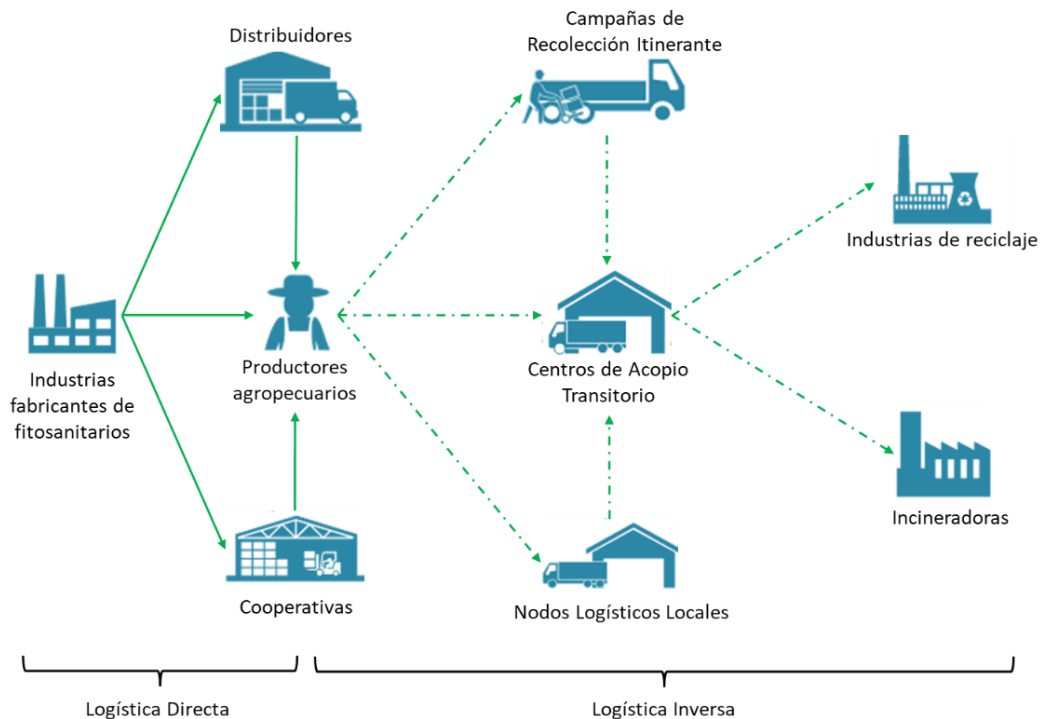 Distribuidores
Campañas de
Recolección Itinerante
Industrias de reciclaje
Industrias
fabricantes de
fitosanitarios
Productores
agropecuarios
Centros de Acopio
Transitorio
Incineradoras
Cooperativas
Nodos Logísticos Locales
Logística Directa
Logística Inversa